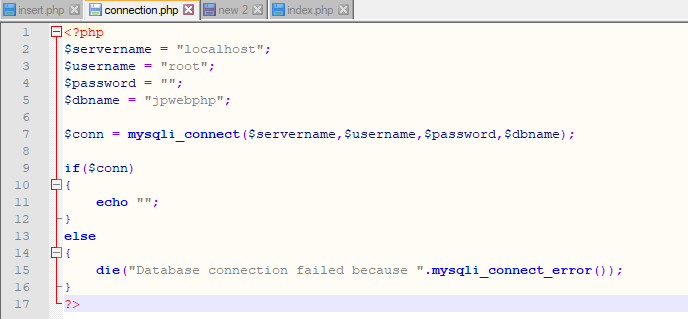 insert.php connection.php new 2 index.php
1 <?php
2 $servername = "localhost";
3 $username = "root";
4 $password = "";
5 $dbname = "jpwebphp";
6
7 $conn = mysqli_connect($servername,$username,$password,$dbname);
8
9 if($conn)
10 {
11 echo "";
12 }
13 else
14 {
15 die("Database connection failed because ".mysqli_connect_error());
16 }
17 ?>